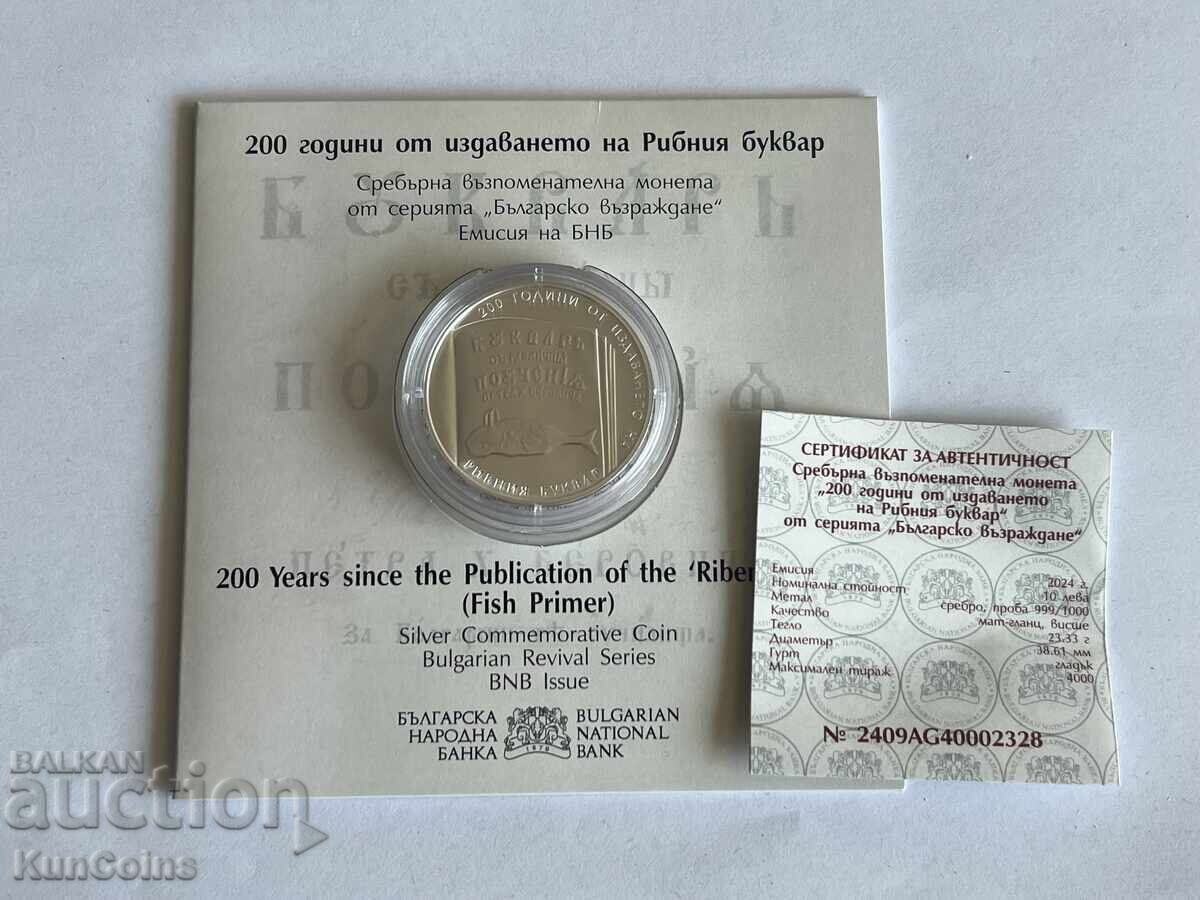 200 години от издаването на Рибния буквар
Сребърна възпоменателна монета
от серията „Българско възраждане“
Емисия на БНБ
200 ГОДИНИ ОТ ИЗДАВАНЕТО НА
РИБНИЯ БУКВАР
200 Years since the Publication of the ‘Riben
(Fish Primer)
Silver Commemorative Coin
Bulgarian Revival Series
BNB Issue
БЪЛГАРСКА
НАРОДНА
БАНКА
1879
BULGARIAN
NATIONAL
BANK
СЕРТИФИКАТ ЗА АВТЕНТИЧНОСТ
Сребърна възпоменателна монета
„200 години от издаването
на Рибния буквар“
от серията „Българско възраждане“
Емисия 2024 г.
Номинална стойност 10 лева
Метал сребро, проба 999/1000
Качество мат-гланц, висше
Тегло 23.33 г
Диаметър 38.61 мм
Гурт гладък
Максимален тираж 4000
№ 2409AG40002328
BALKAN
auction
KunCoins